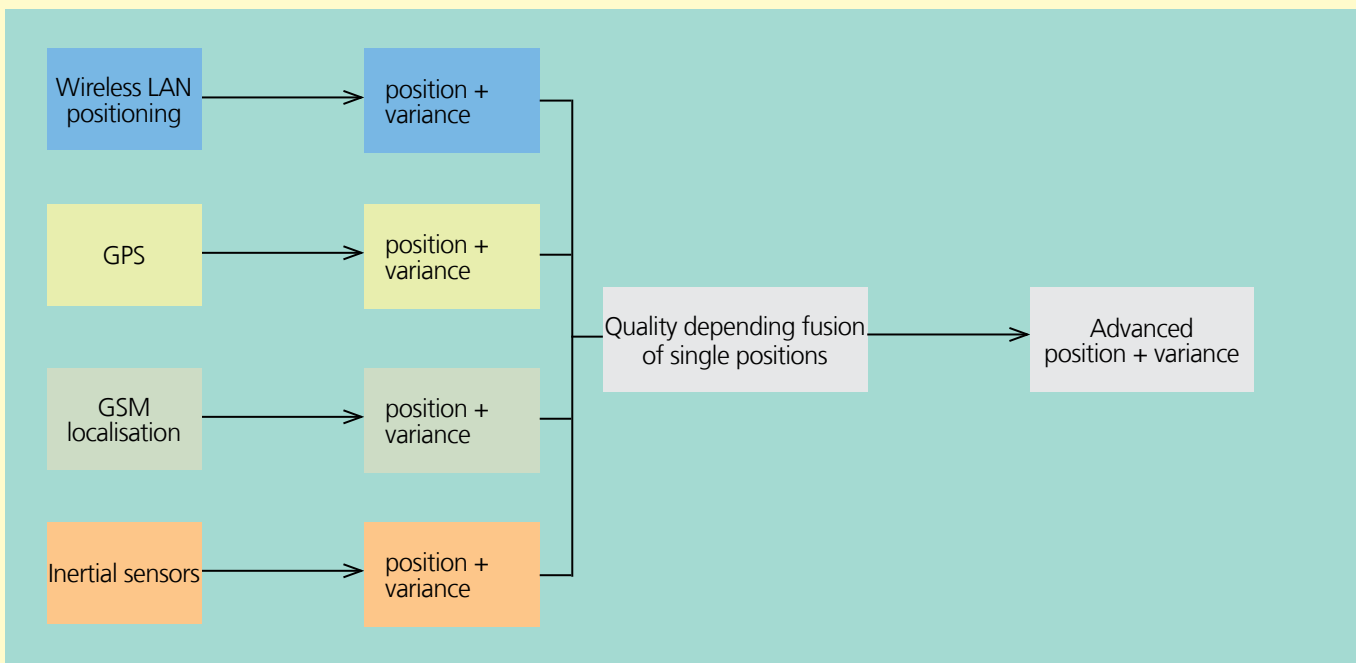 Wireless LAN
positioning
position +
variance
GPS
position +
variance
Quality depending fusion
of single positions
Advanced
position + variance
GSM
localisation
position +
variance
Inertial sensors
position +
variance